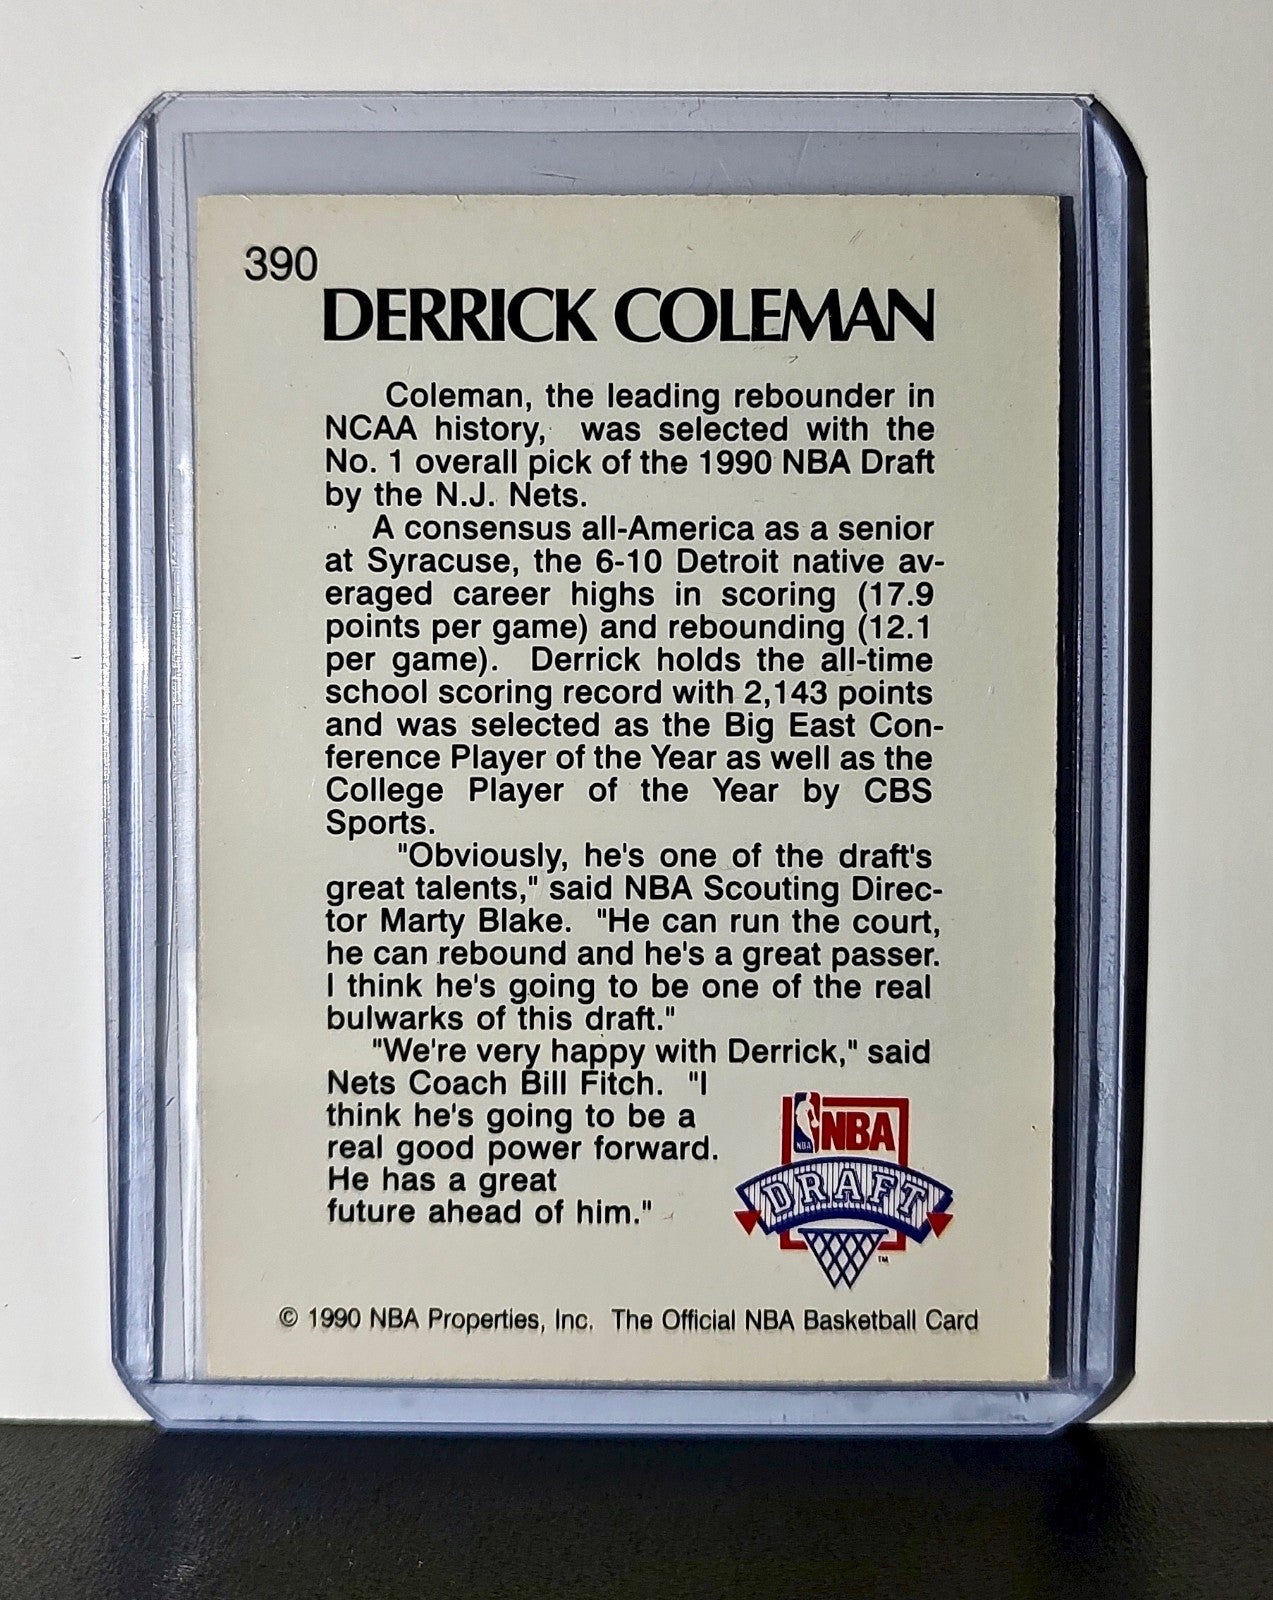 390
DERRICK COLEMAN
Coleman, the leading rebounder in
NCAA history, was selected with the
No. 1 overall pick of the 1990 NBA Draft
by the N.J. Nets.
A consensus all-America as a senior
at Syracuse, the 6-10 Detroit native av-
eraged career highs in scoring (17.9
points per game) and rebounding (12.1
per game). Derrick holds the all-time
school scoring record with 2,143 points
and was selected as the Big East Con-
ference Player of the Year as well as the
College Player of the Year by CBS
Sports.
"Obviously, he's one of the draft's
great talents," said NBA Scouting Direc-
tor Marty Blake. "He can run the court,
he can rebound and he's a great passer.
I think he's going to be one of the real
bulwarks of this draft."
"We're very happy with Derrick," said
Nets Coach Bill Fitch. "I
think he's going to be a
real good power forward.
He has a great
future ahead of him."
NBA
NBA
DRAFT
TM
© 1990 NBA Properties, Inc. The Official NBA Basketball Card